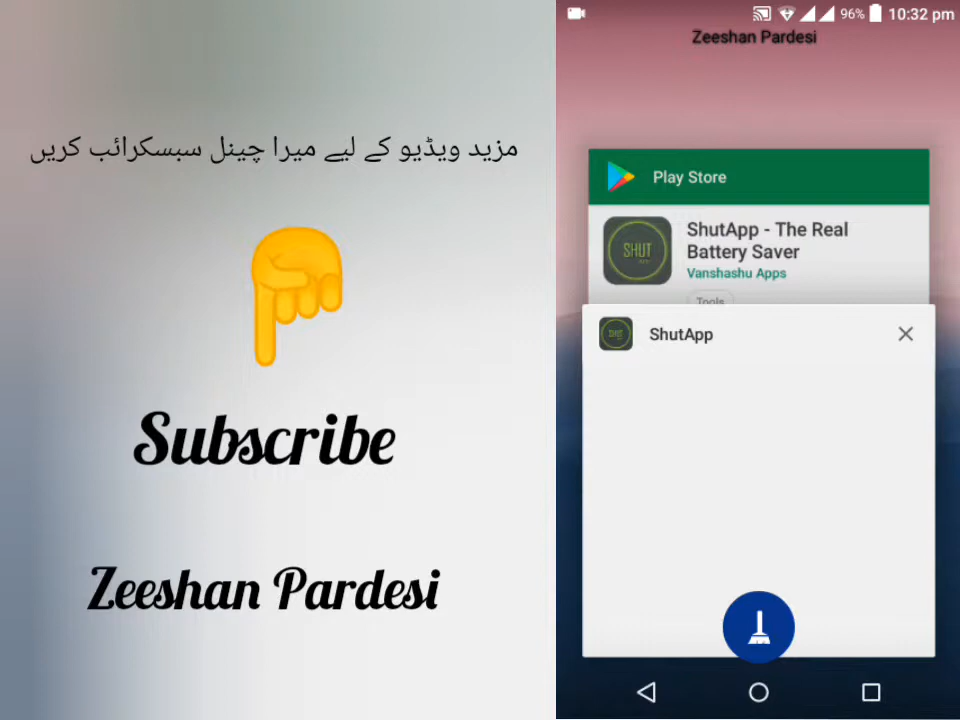 مزید ویڈیو کے لیے میرا چینل سبسکرائب کریں
Subscribe
Zeeshan Pardesi
96% 10:32 pm
Zeeshan Pardesi
Play Store
SHUT
ShutApp - The Real
Battery Saver
Vanshashu Apps
Tools
SHUT
ShutApp